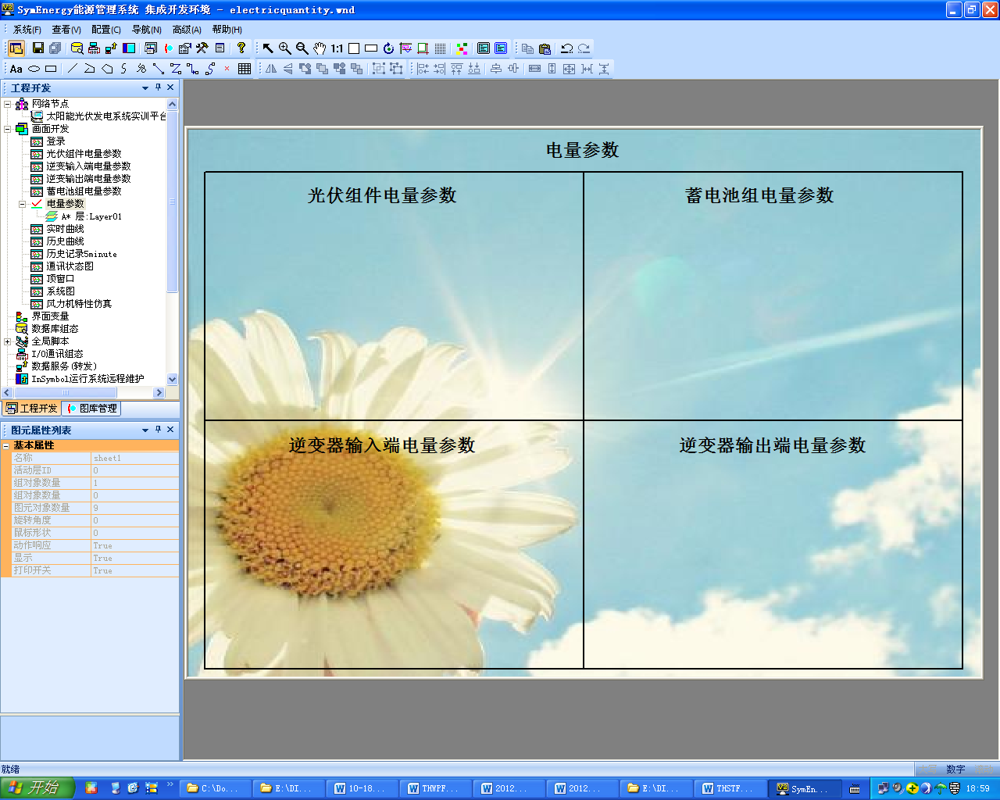 SymEnergy能源管理系统 集成开发环境 - electricquantity.wnd
系统(F) 查看(V) 配置(C) 导航(N) 高级(A) 帮助(H)
1:1
Aa
工程开发
网络节点
太阳能光伏发电系统实训平台
画面开发
登录
光伏组件电量参数
逆变输入端电量参数
逆变输出端电量参数
蓄电池组电量参数
电量参数
A* 层:Layer01
实时曲线
历史曲线
历史记录5minute
通讯状态图
顶窗口
系统图
风力机特性仿真
界面变量
数据库组态
全局脚本
I/O通讯组态
数据服务(转发)
InSymbol运行系统远程维护
工程开发 图库管理
图元属性列表
基本属性
名称 sheet1
活动层ID 0
组对象数量 1
组对象数量 0
图元对象数量 9
旋转角度 0
鼠标形状 0
动作响应 True
显示 True
打印开关 True
电量参数
光伏组件电量参数 蓄电池组电量参数
逆变器输入端电量参数 逆变器输出端电量参数
就绪 数字
开始 C:\Do... E:\DI... 10-18... THWPF... 2012... 2012... E:\DI... THSTF... SymEn... 18:59